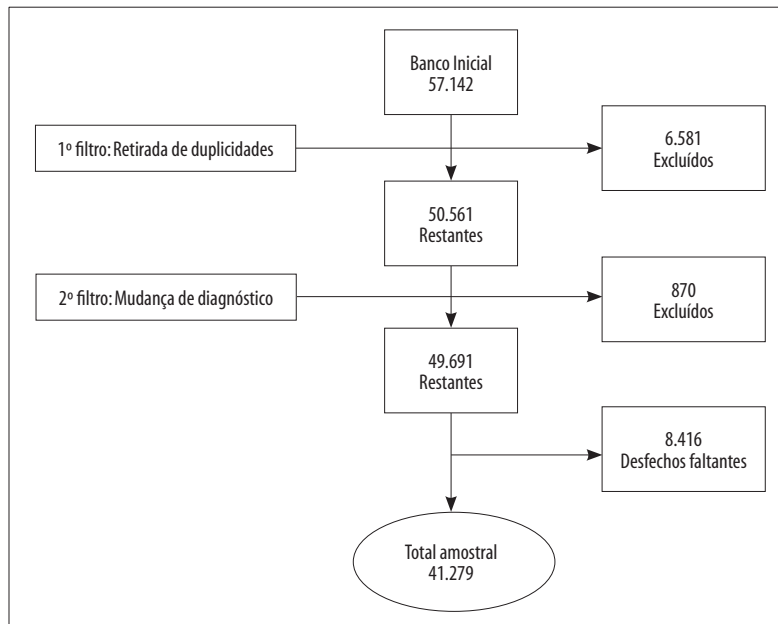 Banco Inicial
57.142
1º filtro: Retirada de duplicidades
6.581
Excluídos
50.561
Restantes
2º filtro: Mudança de diagnóstico
870
Excluídos
49.691
Restantes
8.416
Desfechos faltantes
Total amostral
41.279